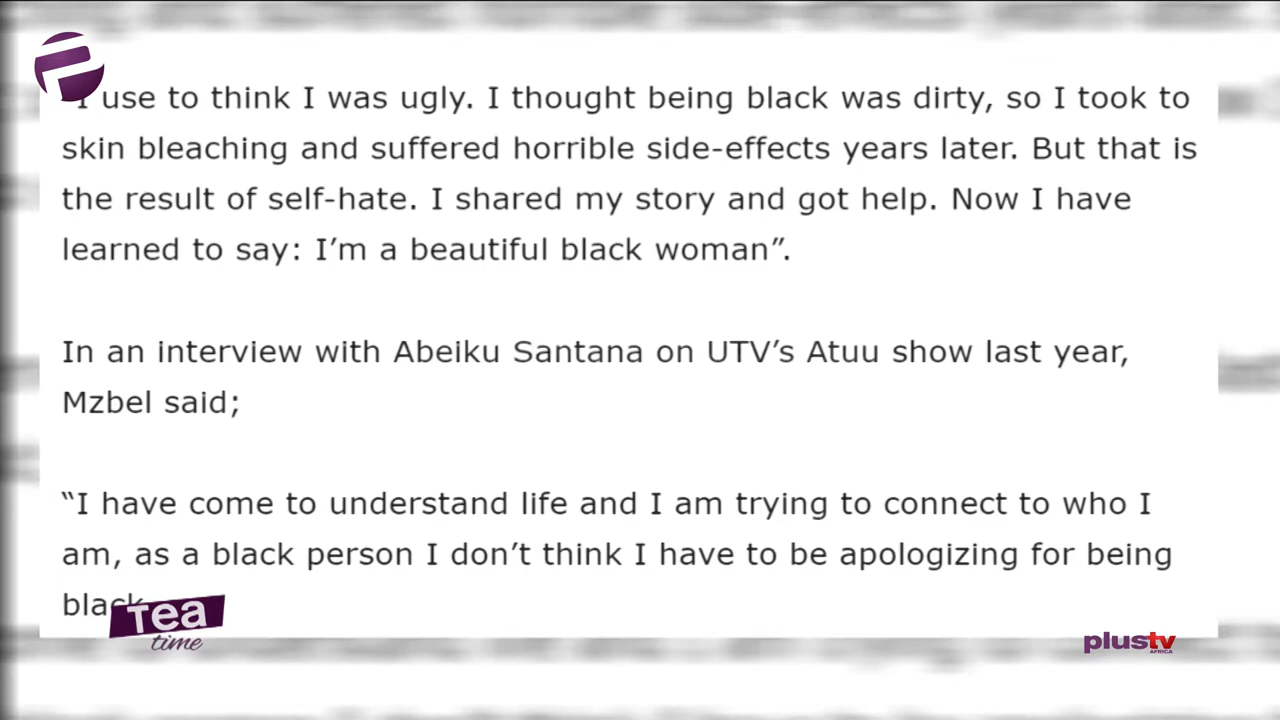 “I use to think I was ugly. I thought being black was dirty, so I took to
skin bleaching and suffered horrible side-effects years later. But that is
the result of self-hate. I shared my story and got help. Now I have
learned to say: I’m a beautiful black woman”.
In an interview with Abeiku Santana on UTV’s Atuu show last year,
Mzbel said;
“I have come to understand life and I am trying to connect to who I
am, as a black person I don’t think I have to be apologizing for being
black
Tea
time
plustv
AFRICA